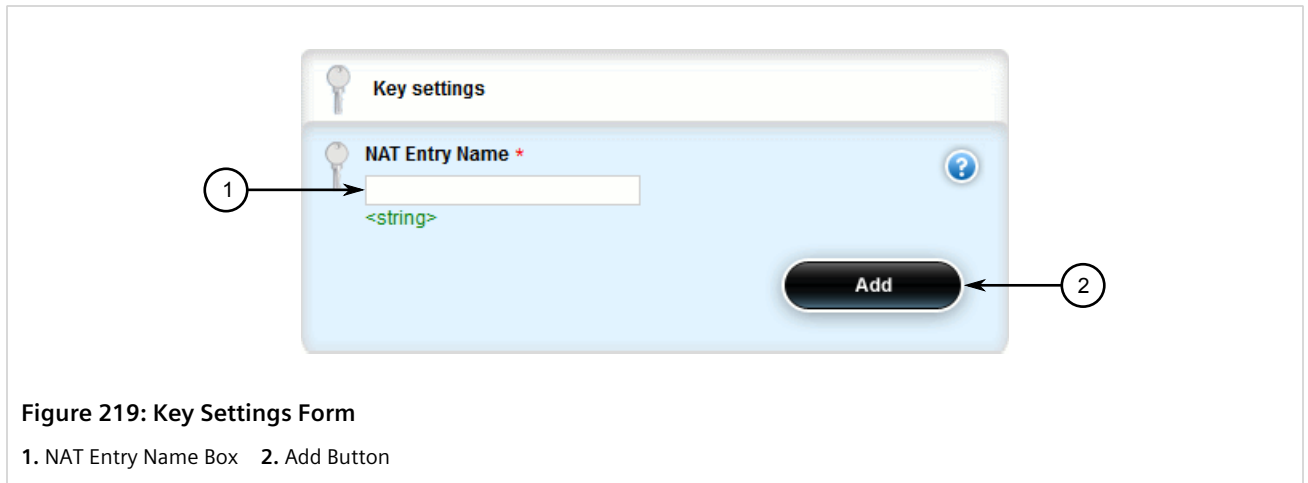 Key settings
NAT Entry Name *
1
<string>
?
Add
2
Figure 219: Key Settings Form
1. NAT Entry Name Box 2. Add Button